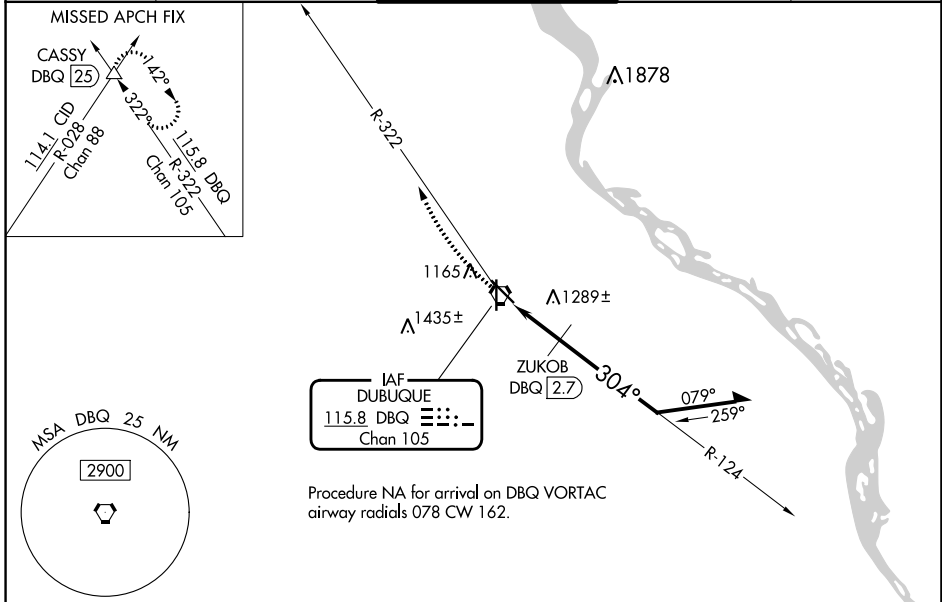 MISSED APCH FIX
CASSY
DBQ 25
142°
322°
114.1 CID
R-028
Chan 88
115.8 DBQ
R-322
Chan 105
R-322
1878
1165
1289±
1435±
ZUKOB
DBQ 2.7
304°
079°
259°
R-124
IAF
DUBUQUE
115.8 DBQ
Chan 105
MSA DBQ 25 NM
2900
Procedure NA for arrival on DBQ VORTAC
airway radials 078 CW 162.